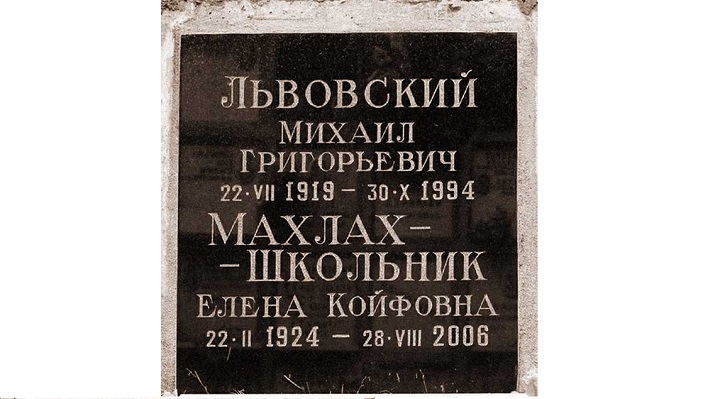 Львовский
Михаил
Григорьевич
22·VII 1919 – 30·X 1994
Махлах–
–Школьник
Елена Койфовна
22·II 1924 – 28·VIII 2006